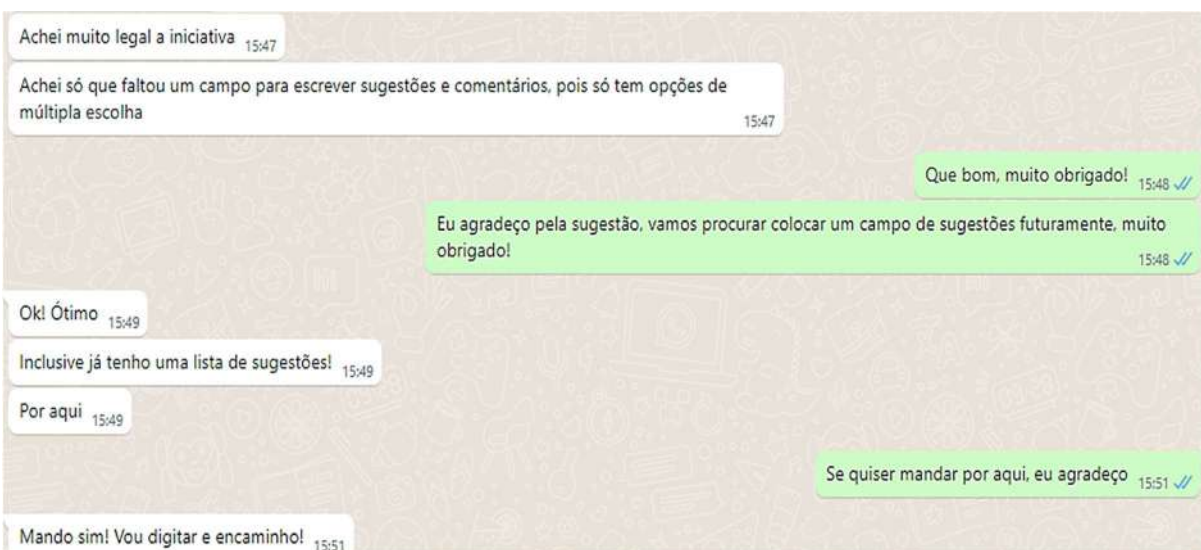 Achei muito legal a iniciativa 15:47
Achei só que faltou um campo para escrever sugestões e comentários, pois só tem opções de
múltipla escolha
15:47
Que bom, muito obrigado! 15:48
Eu agradeço pela sugestão, vamos procurar colocar um campo de sugestões futuramente, muito
obrigado!
15:48
Ok! Ótimo 15:49
Inclusive já tenho uma lista de sugestões! 15:49
Por aqui 15:49
Se quiser mandar por aqui, eu agradeço 15:51
Mando sim! Vou digitar e encaminho! 15:51